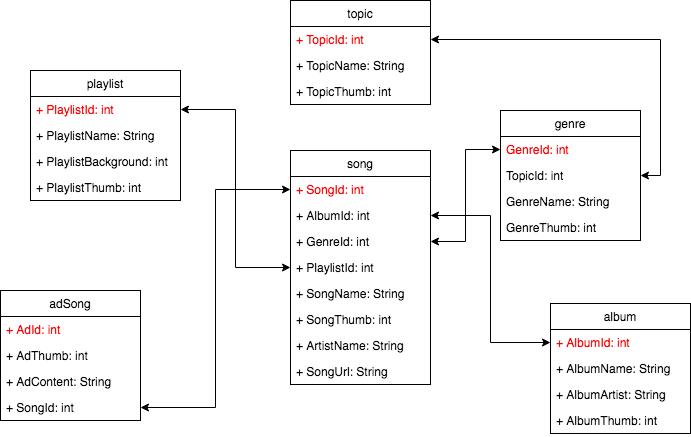 topic
+ TopicId: int
+ TopicName: String
+ TopicThumb: int
playlist
+ PlaylistId: int
+ PlaylistName: String
+ PlaylistBackground: int
+ PlaylistThumb: int
genre
GenreId: int
TopicId: int
GenreName: String
GenreThumb: int
song
+ SongId: int
+ AlbumId: int
+ GenreId: int
+ PlaylistId: int
+ SongName: String
+ SongThumb: int
+ ArtistName: String
+ SongUrl: String
adSong
+ AdId: int
+ AdThumb: int
+ AdContent: String
+ SongId: int
album
+ AlbumId: int
+ AlbumName: String
+ AlbumArtist: String
+ AlbumThumb: int